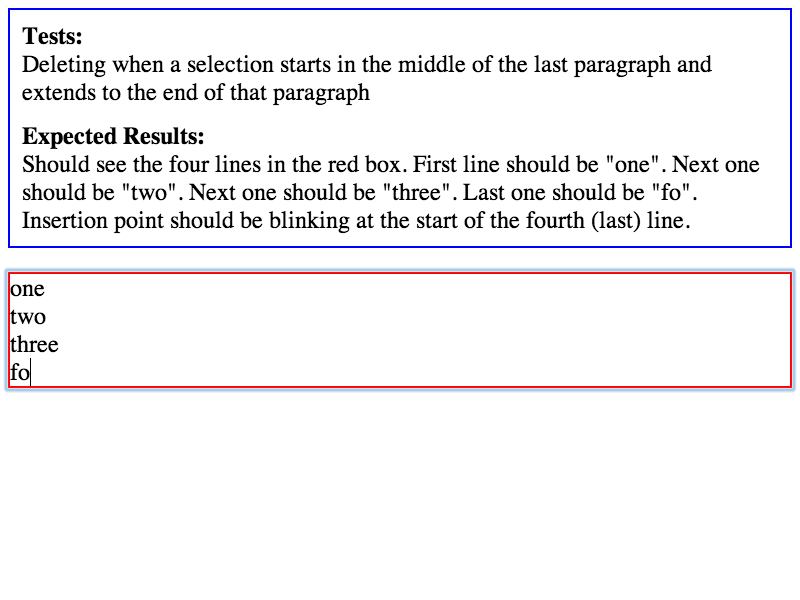 Tests:
Deleting when a selection starts in the middle of the last paragraph and
extends to the end of that paragraph
Expected Results:
Should see the four lines in the red box. First line should be "one". Next one
should be "two". Next one should be "three". Last one should be "fo".
Insertion point should be blinking at the start of the fourth (last) line.
one
two
three
fo